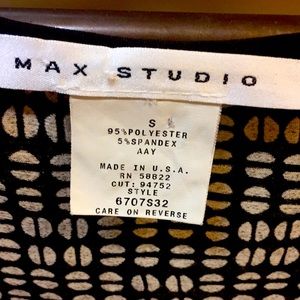 MAX STUDIO
S
95%POLYESTER
5%SPANDEX
AAY
MADE IN U.S.A.
RN 58822
CUT: 94752
STYLE
6707S32
CARE ON REVERSE